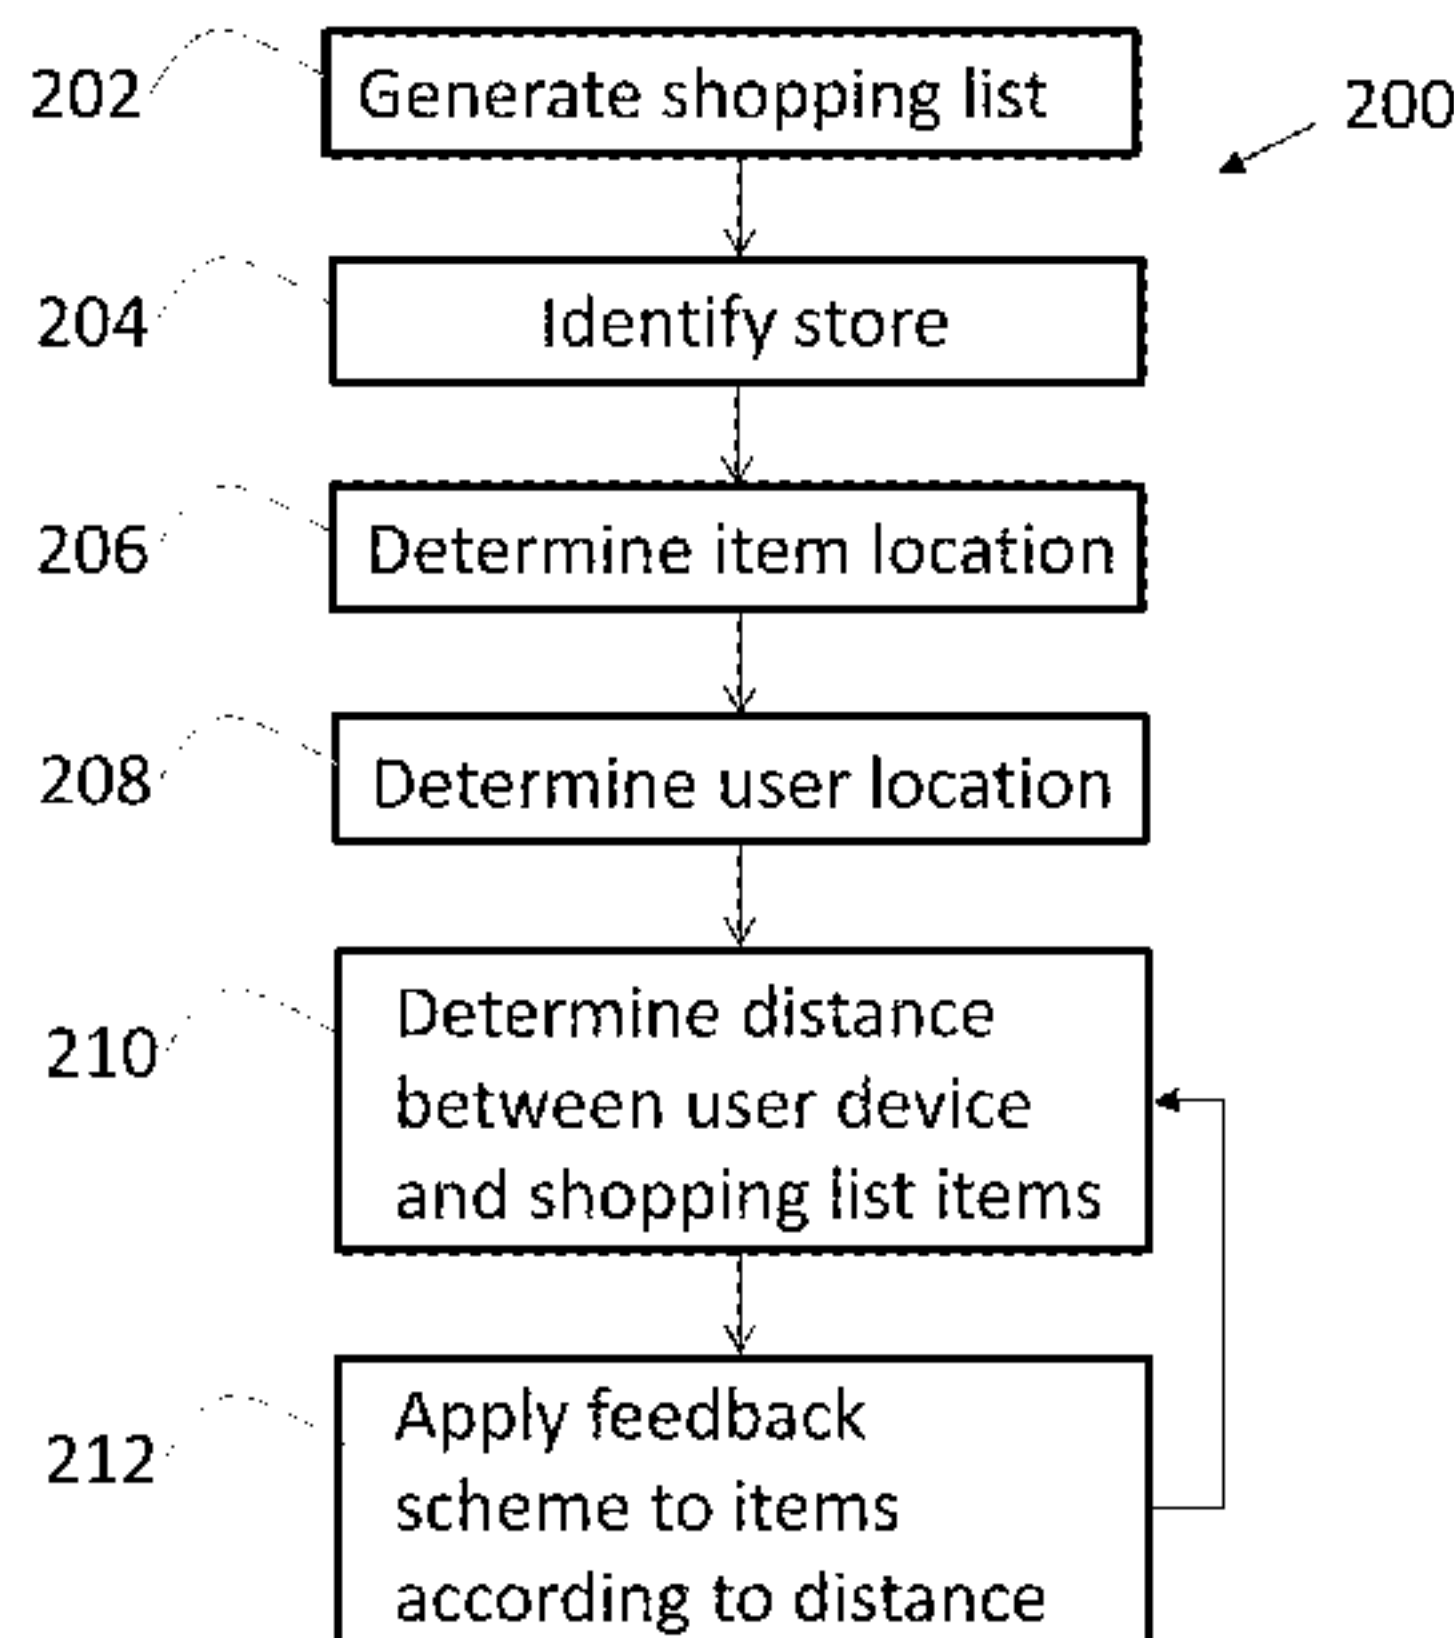 202
Generate shopping list
200
204
Identify store
206
Determine item location
208
Determine user location
210
Determine distance
between user device
and shopping list items
212
Apply feedback
scheme to items
according to distance